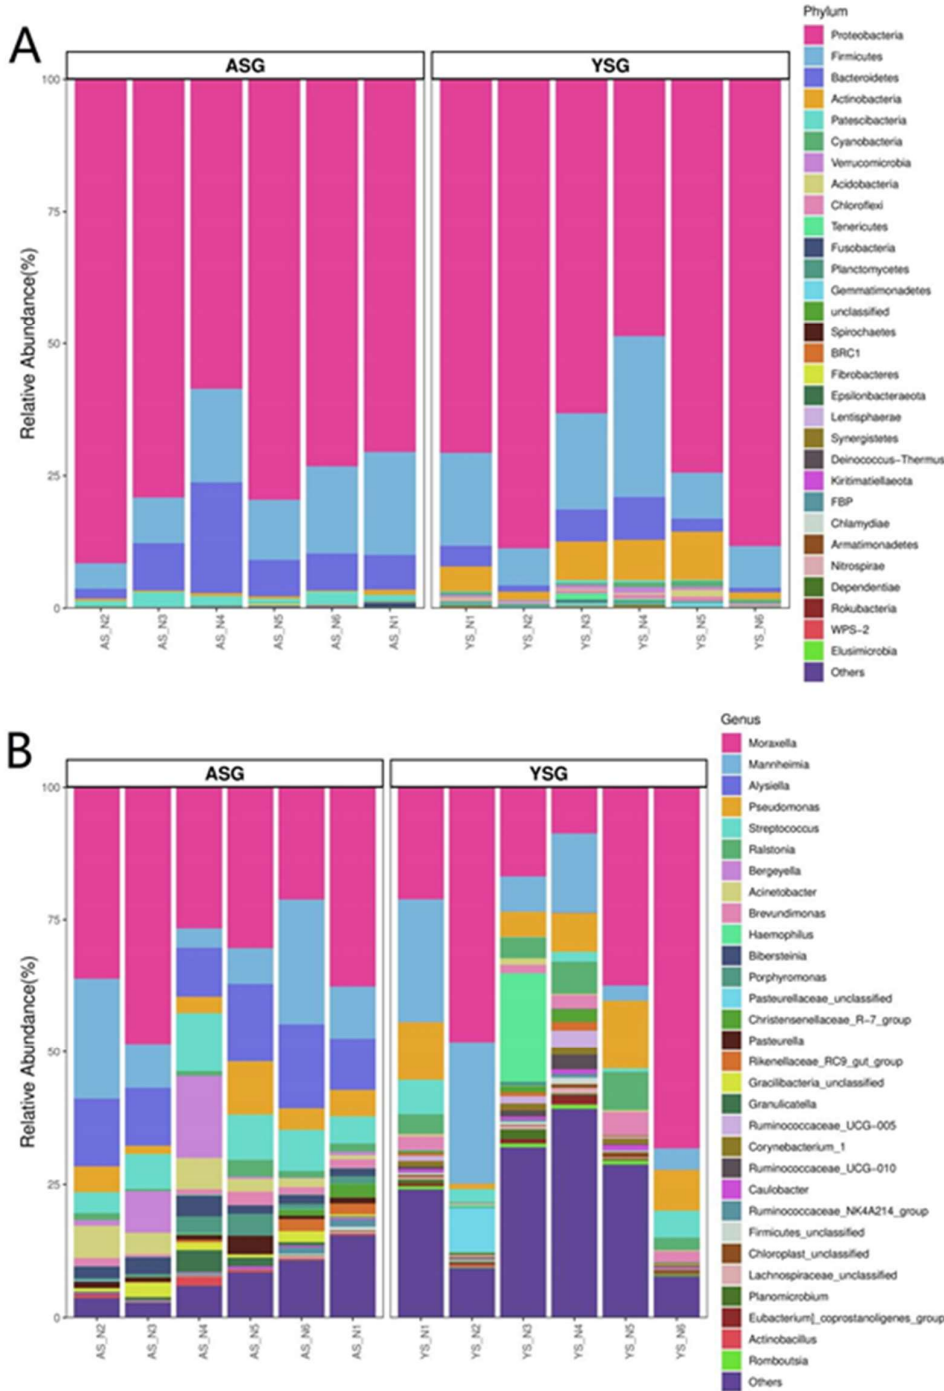 A
Phylum
ASG
YSG
Relative Abundance(%)
100
75
50
25
0
AS_N2
AS_N3
AS_N4
AS_N5
AS_N6
AS_N1
YS_N1
YS_N2
YS_N3
YS_N4
YS_N5
YS_N6
Proteobacteria
Firmicutes
Bacteroidetes
Actinobacteria
Patescibacteria
Cyanobacteria
Verrucomicrobia
Acidobacteria
Chloroflexi
Tenericutes
Fusobacteria
Planctomycetes
Gemmatimonadetes
unclassified
Spirochaetes
BRC1
Fibrobacteres
Epsilonbacteraeota
Lentisphaerae
Synergistetes
Deinococcus-Thermus
Kiritimatiellaeota
FBP
Chlamydiae
Armatimonadetes
Nitrospirae
Dependentiae
Rokubacteria
WPS-2
Elusimicrobia
Others
B
Genus
ASG
YSG
Relative Abundance(%)
100
75
50
25
0
AS_N2
AS_N3
AS_N4
AS_N5
AS_N6
AS_N1
YS_N1
YS_N2
YS_N3
YS_N4
YS_N5
YS_N6
Moraxella
Mannheimia
Alysiella
Pseudomonas
Streptococcus
Ralstonia
Bergeyella
Acinetobacter
Brevundimonas
Haemophilus
Bibersteinia
Porphyromonas
Pasteurellaceae_unclassified
Christensenellaceae_R-7_group
Pasteurella
Rikenellaceae_RC9_gut_group
Gracilibacteria_unclassified
Granulicatella
Ruminococcaceae_UCG-005
Corynebacterium_1
Ruminococcaceae_UCG-010
Caulobacter
Ruminococcaceae_NK4A214_group
Firmicutes_unclassified
Chloroplast_unclassified
Lachnospiraceae_unclassified
Planomicrobium
Eubacterium]_coprostanoligenes_group
Actinobacillus
Romboutsia
Others